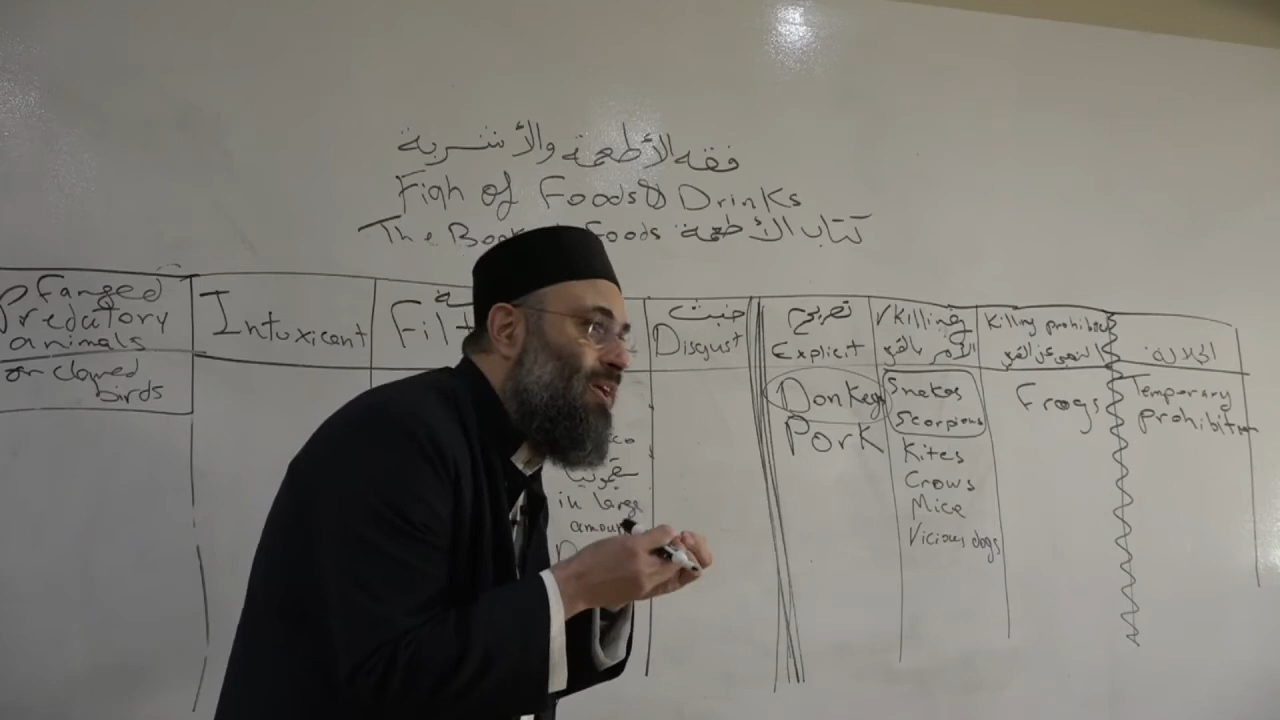 فقه الأطعمة والأشربة
Fiqh of Foods & Drinks
The Book Foods كتاب الأطعمة
fanged
Predatory
animals
or clawed
birds
Intoxicant
Filt
خبث
Disgust
in large
amoun
تصريح
Explicit
Donkey
Pork
√Killing
الأمر بالقتل
Snakes
Scorpions
Kites
Crows
Mice
Vicious dogs
Killing prohibited
النهي عن القتل
Frogs
الجلالة
Temporary
prohibition